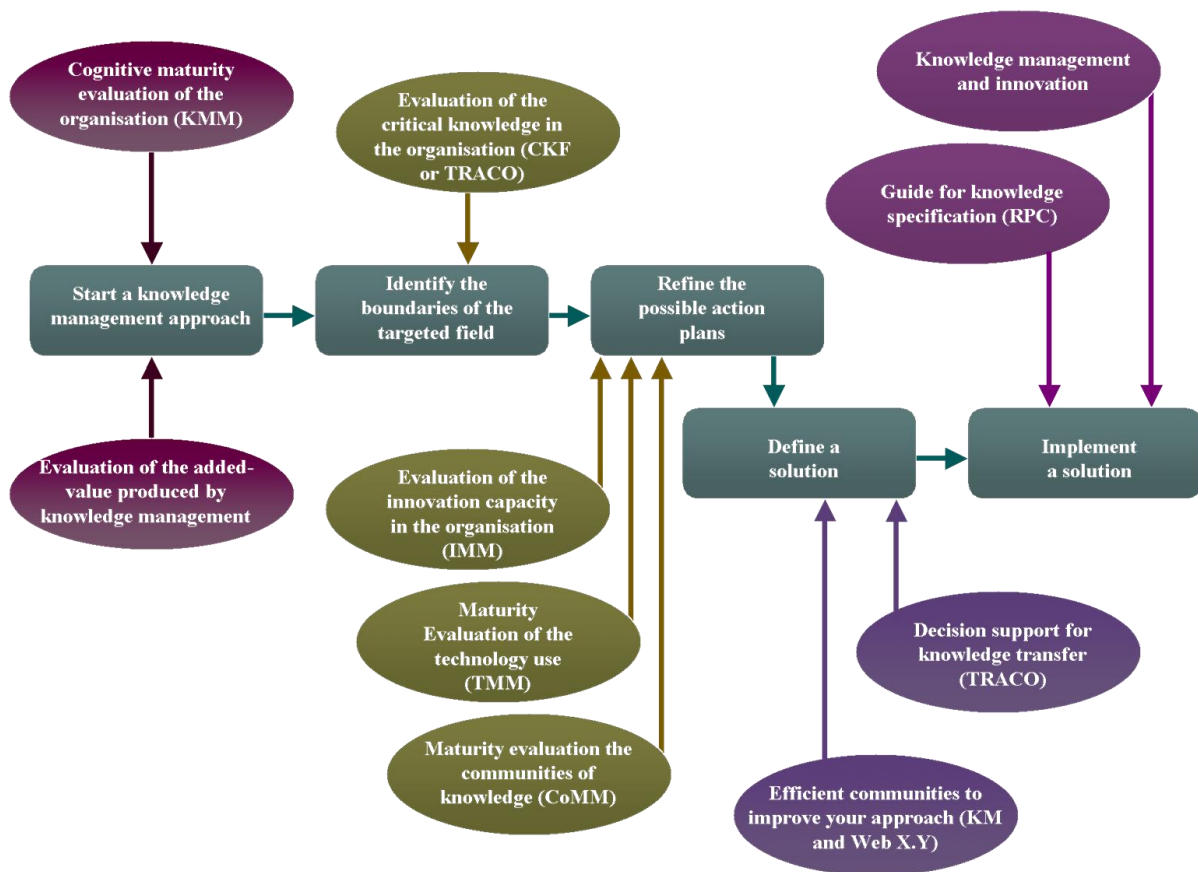 Cognitive maturity
evaluation of the
organisation (KMM)
Evaluation of the
critical knowledge in
the organisation (CKF
or TRACO)
Knowledge management
and innovation
Guide for knowledge
specification (RPC)
Start a knowledge
management approach
Identify the
boundaries of the
targeted field
Refine the
possible action
plans
Define a
solution
Implement
a solution
Evaluation of the added-
value produced by
knowledge management
Evaluation of the
innovation capacity
in the organisation
(IMM)
Maturity
Evaluation of the
technology use
(TMM)
Maturity evaluation the
communities of
knowledge (CoMM)
Decision support for
knowledge transfer
(TRACO)
Efficient communities to
improve your approach (KM
and Web X.Y)